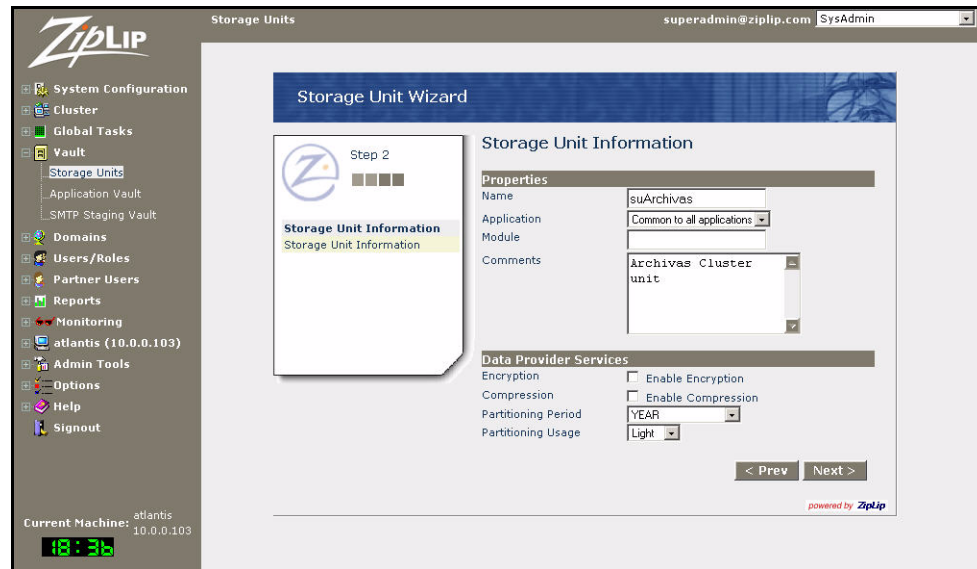 ZipLip
Storage Units
superadmin@ziplip.com
SysAdmin
System Configuration
Cluster
Global Tasks
Vault
Storage Units
Application Vault
SMTP Staging Vault
Domains
Users/Roles
Partner Users
Reports
Monitoring
atlantis (10.0.0.103)
Admin Tools
Options
Help
Signout
Current Machine: atlantis
10.0.0.103
18:36
Storage Unit Wizard
Step 2
Storage Unit Information
Storage Unit Information
Storage Unit Information
Properties
Name suArchivas
Application Common to all applications
Module
Comments Archivas Cluster
unit
Data Provider Services
Encryption Enable Encryption
Compression Enable Compression
Partitioning Period YEAR
Partitioning Usage Light
< Prev Next >
powered by ZipLip